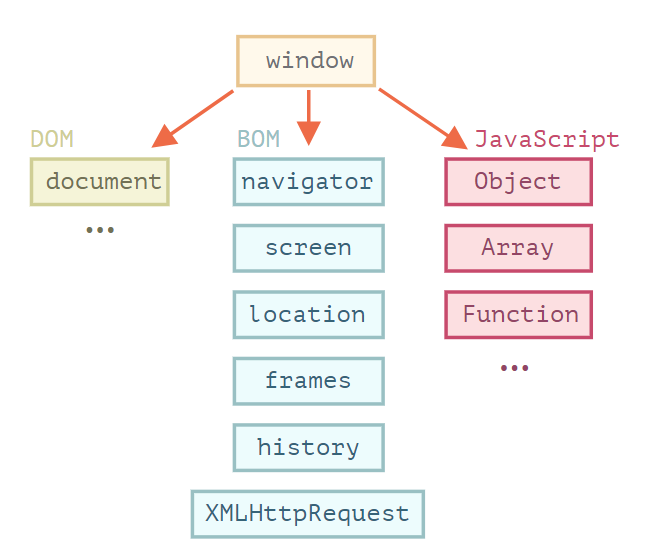 window
DOM
document
...
BOM
navigator
screen
location
frames
history
XMLHttpRequest
JavaScript
Object
Array
Function
...